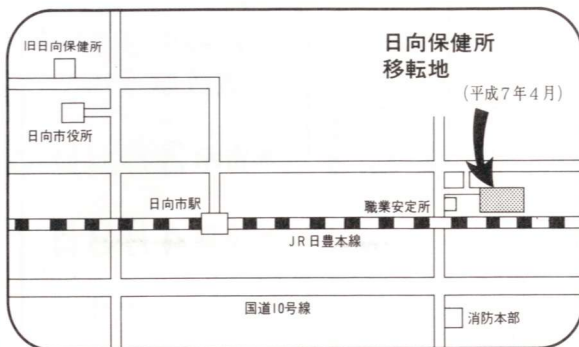 旧日向保健所
日向保健所
移転地
(平成7年4月)
日向市役所
日向市駅
職業安定所
JR日豊本線
国道10号線
消防本部